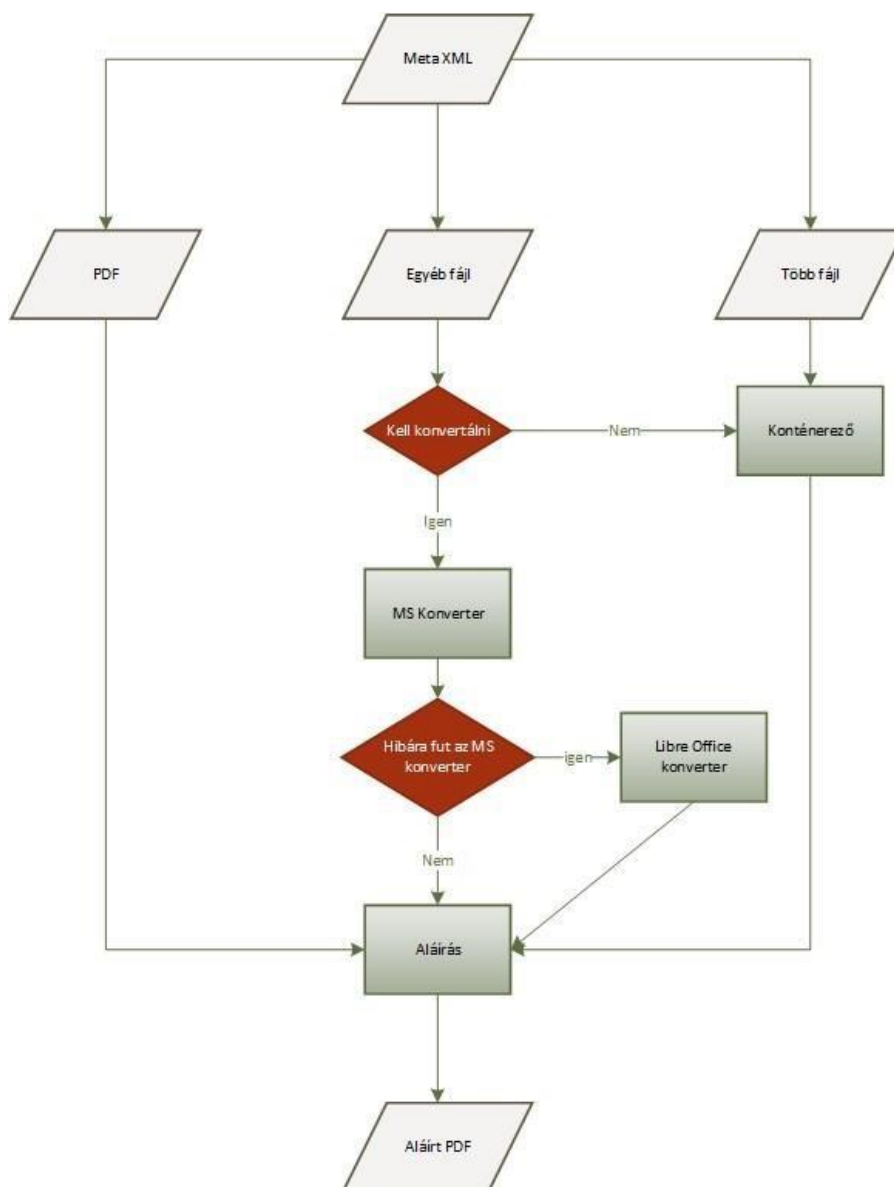 Meta XML
PDF
Egyéb fájl
Több fájl
Kell konvertálni
Nem
Konténerező
Igen
MS Konverter
Hibára fut az MS
konverter
igen
Libre Office
konverter
Nem
Aláírás
Aláírt PDF